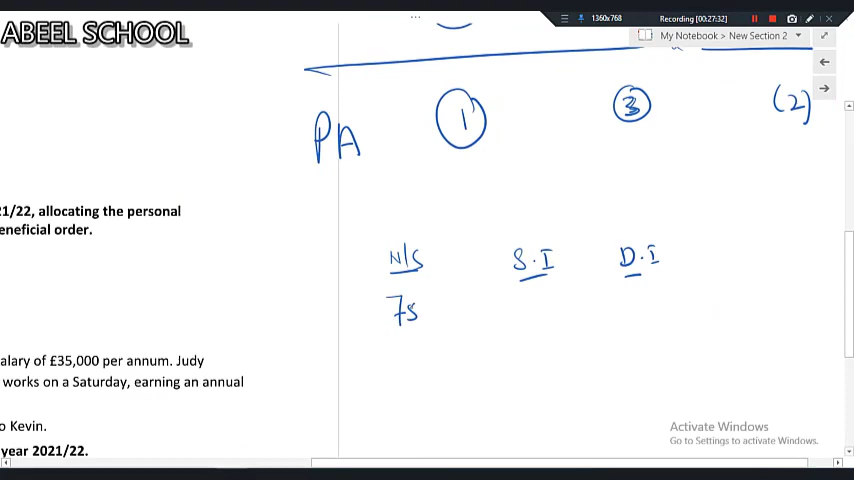 1360x768
Recording [00:27:32]
ABEEL SCHOOL
My Notebook > New Section 2
PA
1
3
(2)
21/22, allocating the personal
eneficial order.
N/S
S.I
D.I
75
alary of £35,000 per annum. Judy
works on a Saturday, earning an annual
o Kevin.
year 2021/22.
Activate Windows
Go to Settings to activate Windows.